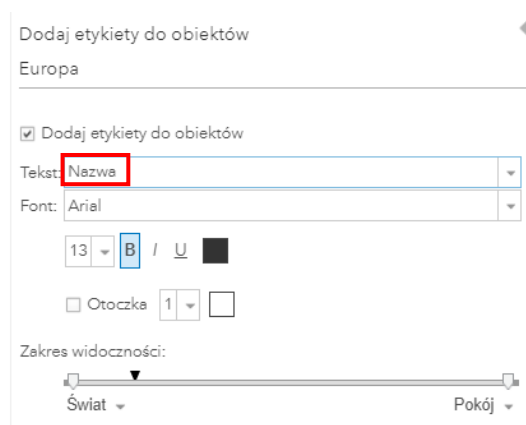 Dodaj etykiety do obiektów
Europa
Dodaj etykiety do obiektów
Tekst: Nazwa
Font: Arial
13 B I U
Otoczka 1
Zakres widoczności:
Świat Pokój